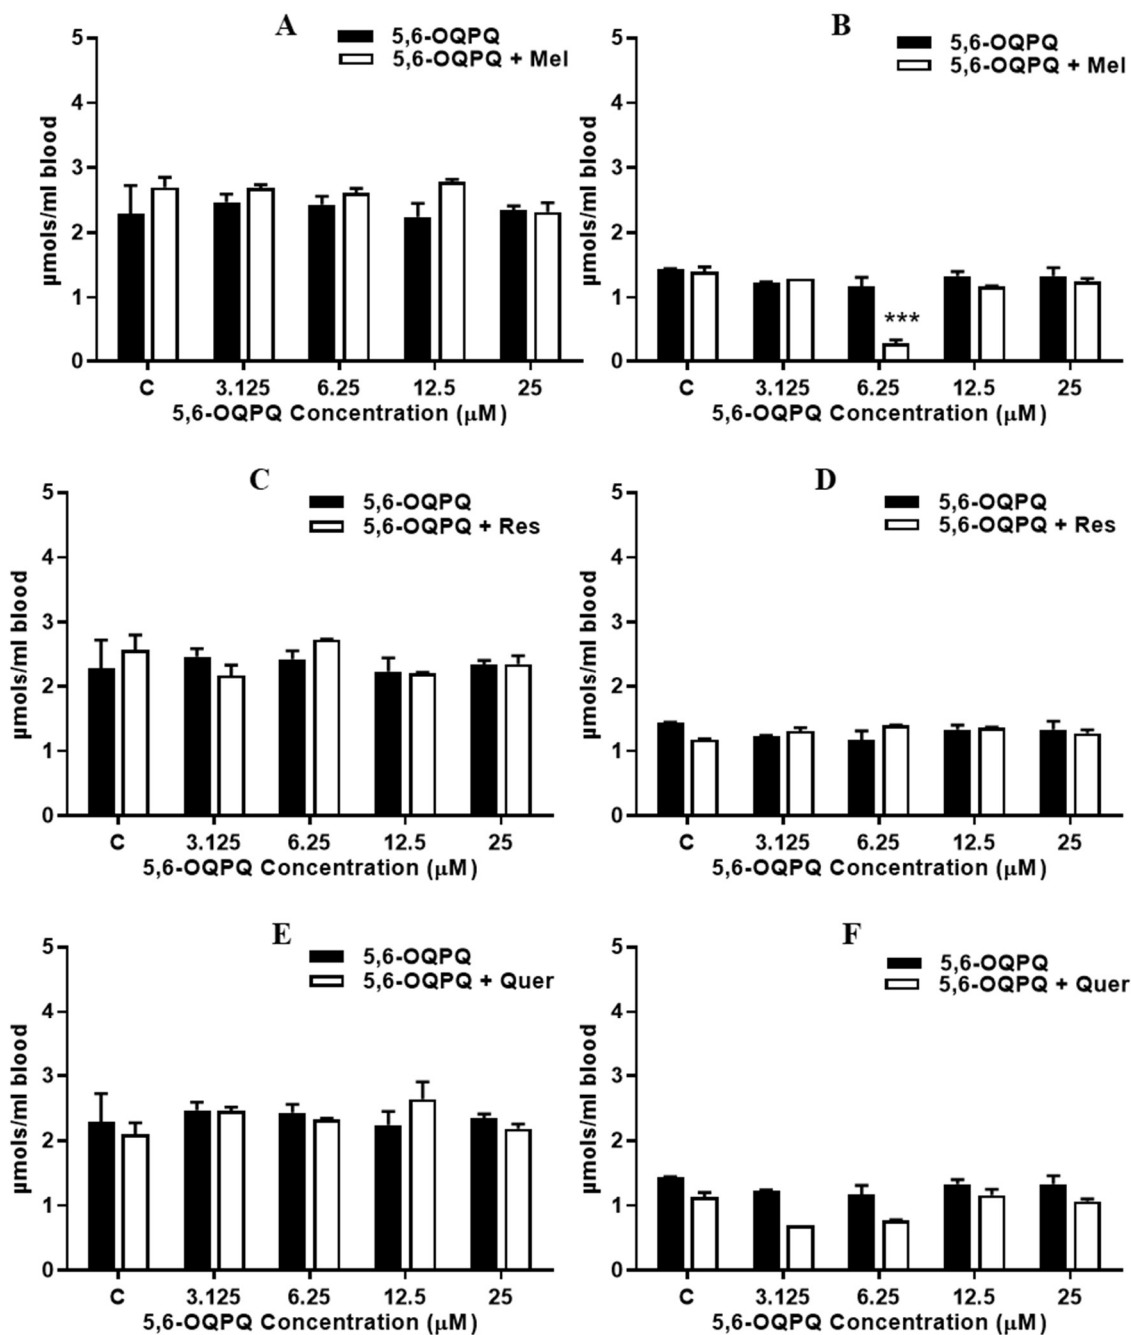 A
5,6-OQPQ
5,6-OQPQ + Mel
5
4
3
2
1
0
µmols/ml blood
C 3.125 6.25 12.5 25
5,6-OQPQ Concentration (µM)
B
5,6-OQPQ
5,6-OQPQ + Mel
5
4
3
2
1
0
µmols/ml blood
***
C 3.125 6.25 12.5 25
5,6-OQPQ Concentration (µM)
C
5,6-OQPQ
5,6-OQPQ + Res
5
4
3
2
1
0
µmols/ml blood
C 3.125 6.25 12.5 25
5,6-OQPQ Concentration (µM)
D
5,6-OQPQ
5,6-OQPQ + Res
5
4
3
2
1
0
µmols/ml blood
C 3.125 6.25 12.5 25
5,6-OQPQ Concentration (µM)
E
5,6-OQPQ
5,6-OQPQ + Quer
5
4
3
2
1
0
µmols/ml blood
C 3.125 6.25 12.5 25
5,6-OQPQ Concentration (µM)
F
5,6-OQPQ
5,6-OQPQ + Quer
5
4
3
2
1
0
µmols/ml blood
C 3.125 6.25 12.5 25
5,6-OQPQ Concentration (µM)